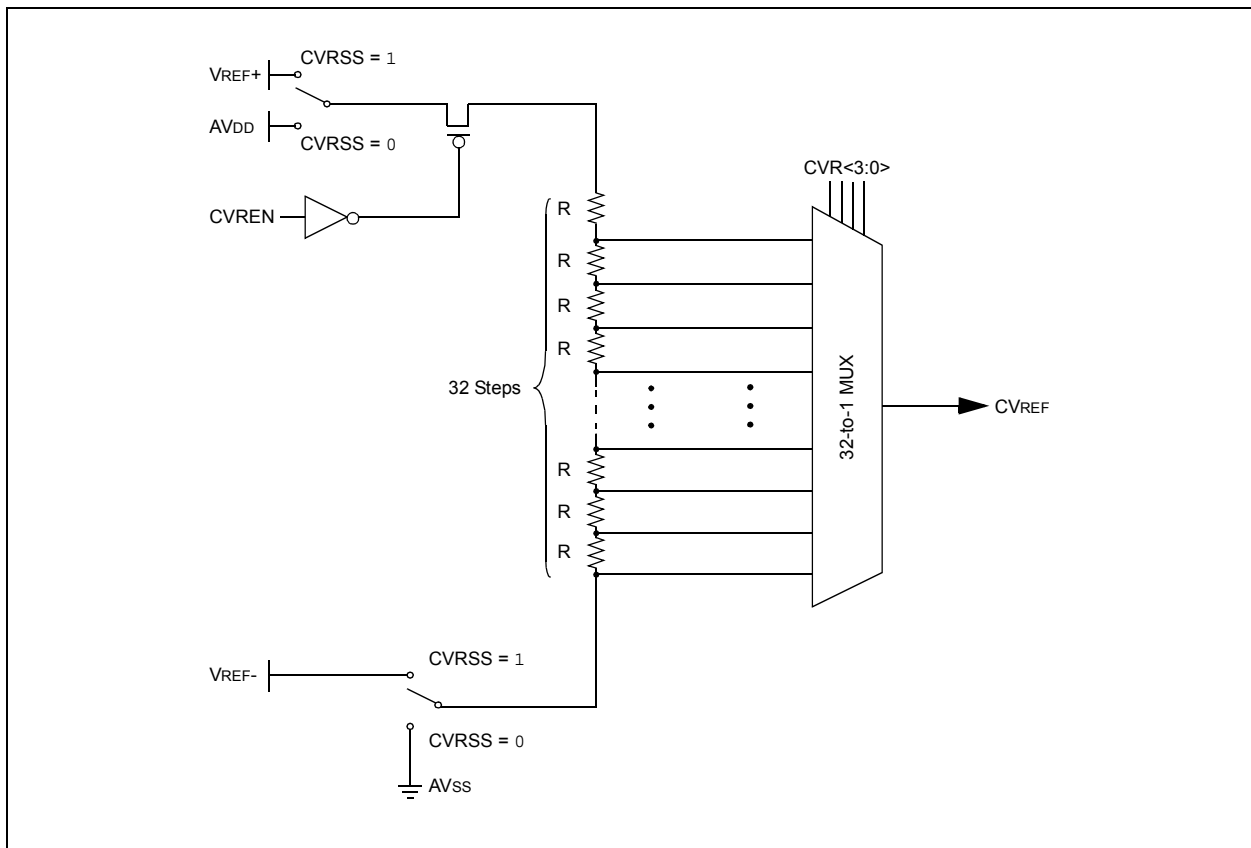 CVRSS = 1
VREF+
AVDD
CVRSS = 0
CVR<3:0>
CVREN
R
R
R
R
32 Steps
32-to-1 MUX
CVREF
R
R
R
CVRSS = 1
VREF-
CVRSS = 0
AVSS